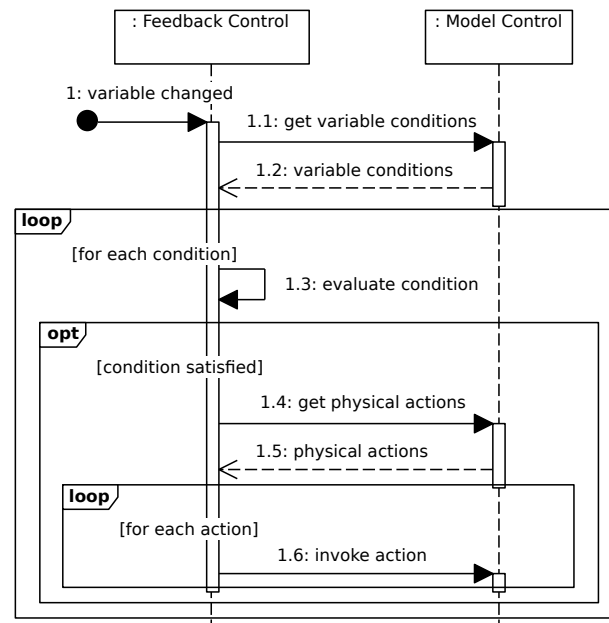 : Feedback Control
: Model Control
1: variable changed
1.1: get variable conditions
1.2: variable conditions
loop
[for each condition]
1.3: evaluate condition
opt
[condition satisfied]
1.4: get physical actions
1.5: physical actions
loop
[for each action]
1.6: invoke action